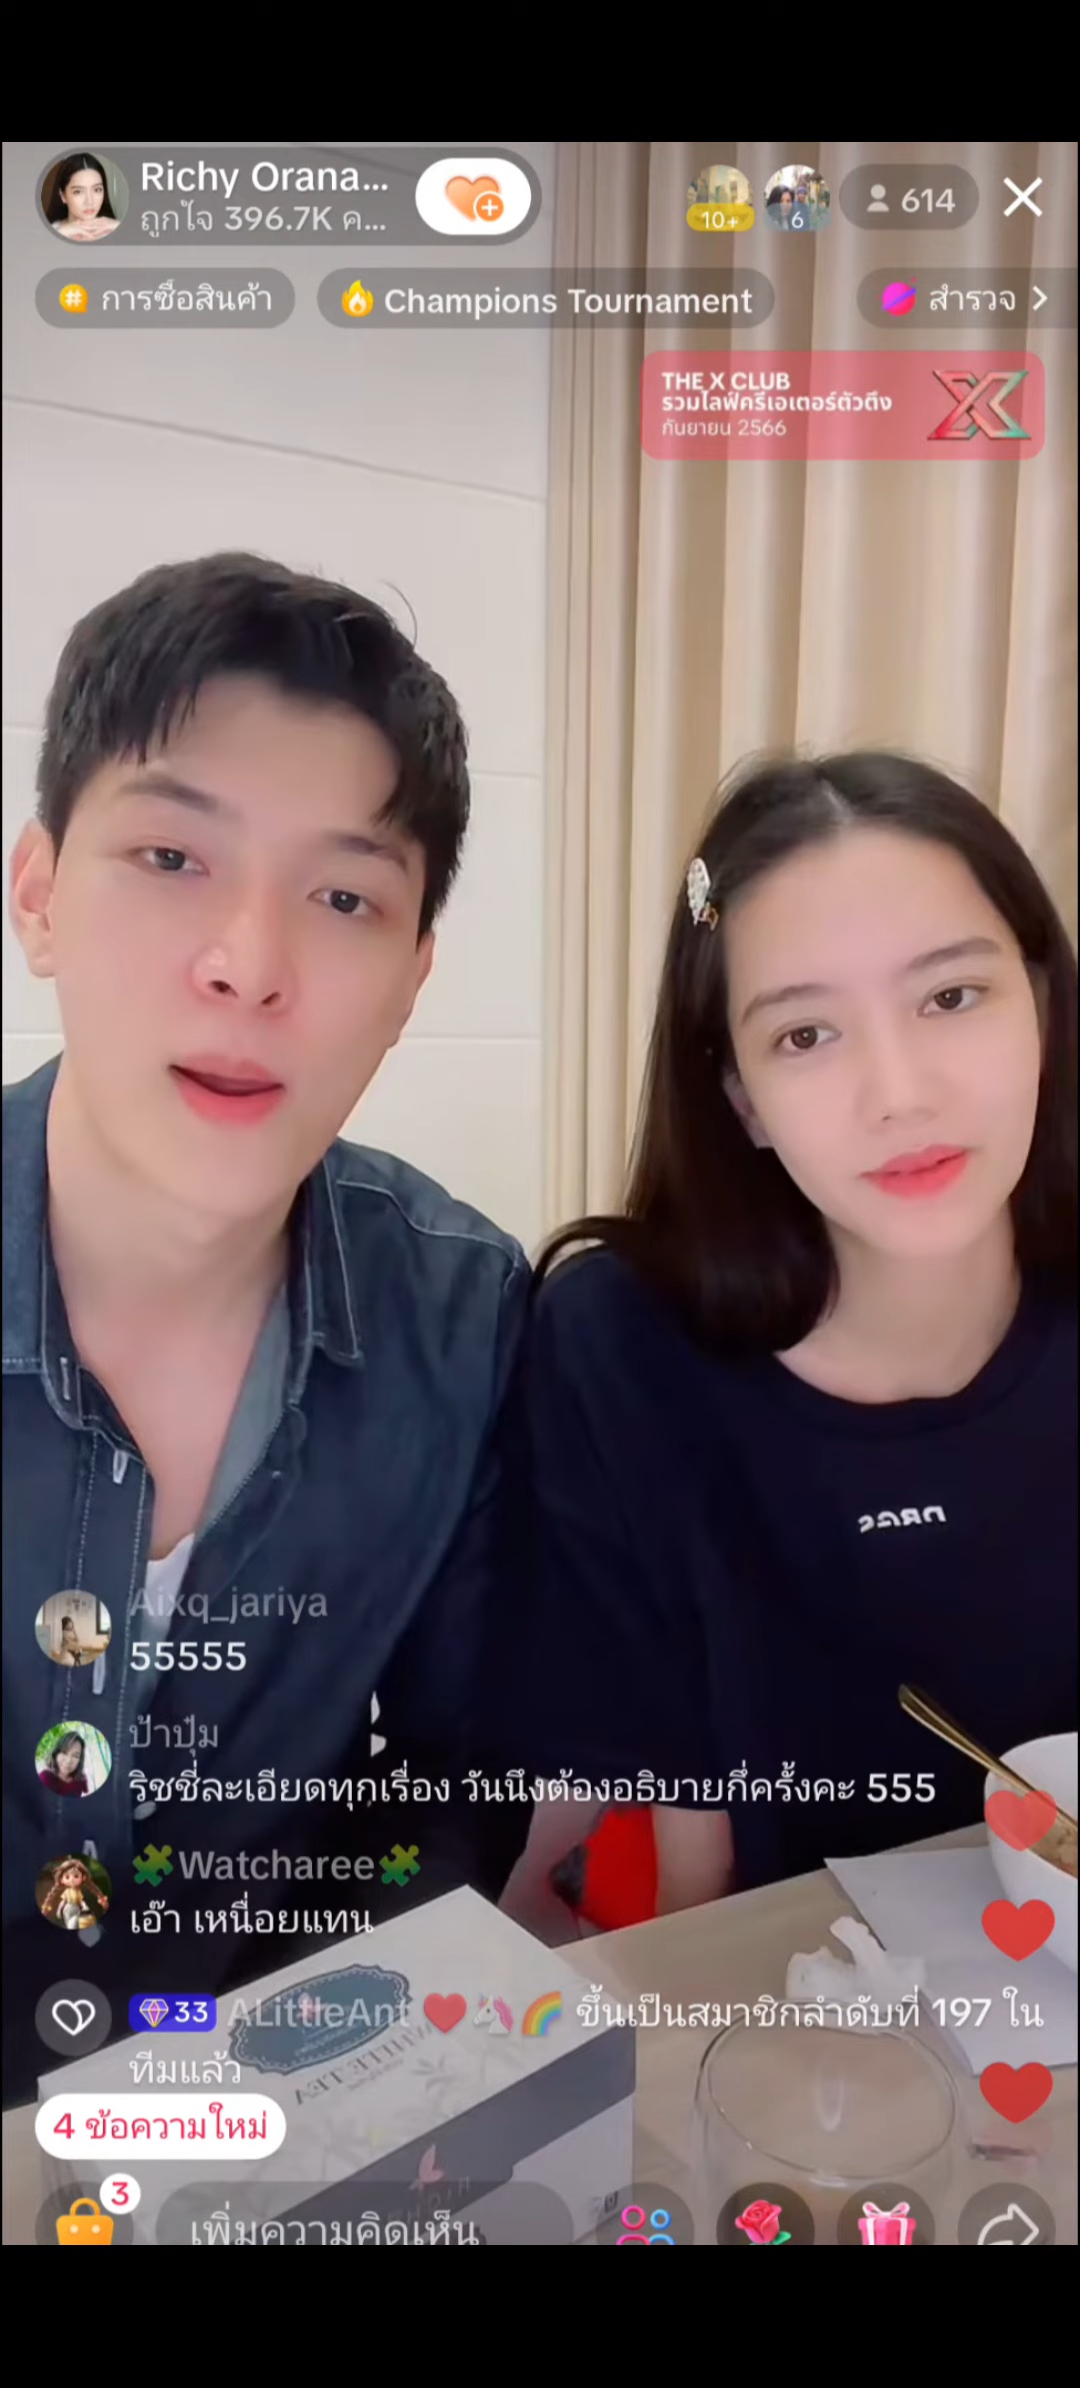 Richy Orana...
ถูกใจ 396.7K ค...
10+
6
614
การซื้อสินค้า
Champions Tournament
สำรวจ
THE X CLUB
รวมไลฟ์ครีเอเตอร์ตัวตึง
กันยายน 2566
Aixq_jariya
55555
ป้าปุ๋ม
ริชชี่ละเอียดทุกเรื่อง วันนึงต้องอธิบายกี่ครั้งคะ 555
🧩Watcharee🧩
เอ๊า เหนื่อยแทน
33 ALittleAnt ❤️🦄🌈 ขึ้นเป็นสมาชิกลำดับที่ 197 ใน
ทีมแล้ว
WHITE TEA
4 ข้อความใหม่
3
เพิ่มความคิดเห็น